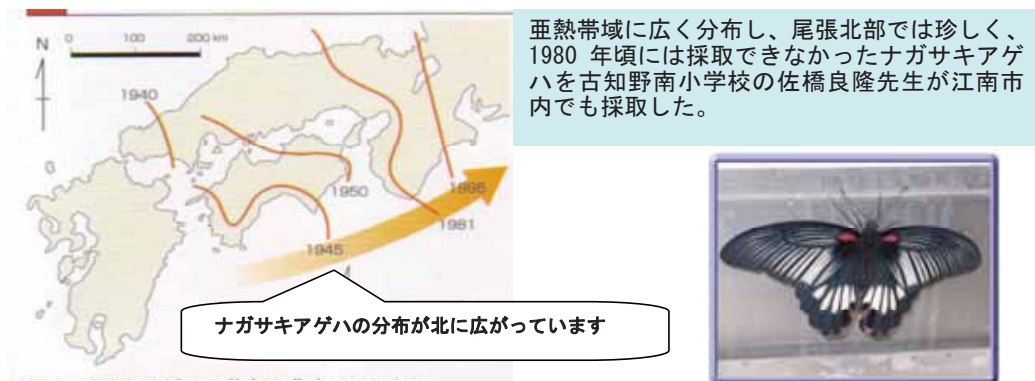 亜熱帯域に広く分布し、尾張北部では珍しく、
1980 年頃には採取できなかったナガサキアゲ
ハを古知野南小学校の佐橋良隆先生が江南市
内でも採取した。
N
0 100 200 km
1940
1950
1995
1981
1945
ナガサキアゲハの分布が北に広がっています